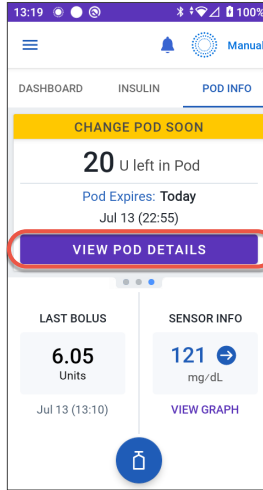 13:19 100%
Manual
DASHBOARD INSULIN POD INFO
CHANGE POD SOON
20 U left in Pod
Pod Expires: Today
Jul 13 (22:55)
VIEW POD DETAILS
LAST BOLUS SENSOR INFO
6.05 121
Units mg/dL
Jul 13 (13:10) VIEW GRAPH